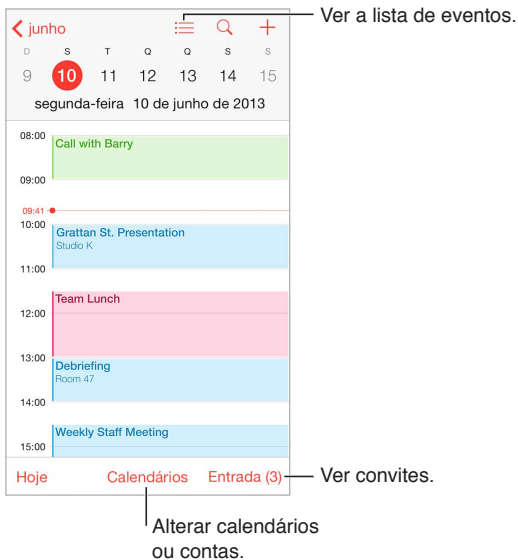 Ver a lista de eventos.
junho
D S T Q Q S S
9 10 11 12 13 14 15
segunda-feira 10 de junho de 2013
08:00
Call with Barry
09:00
09:41
10:00
Grattan St. Presentation
Studio K
11:00
Team Lunch
12:00
13:00
Debriefing
Room 47
14:00
Weekly Staff Meeting
15:00
Hoje Calendários Entrada (3)
Ver convites.
Alterar calendários
ou contas.